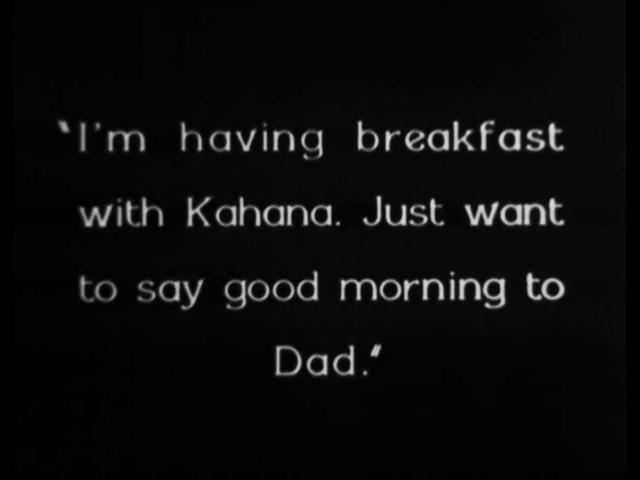 "I'm having breakfast
with Kahana. Just want
to say good morning to
Dad."